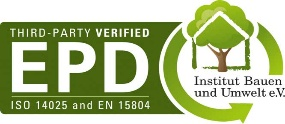 THIRD-PARTY VERIFIED
EPD
ISO 14025 and EN 15804
Institut Bauen
und Umwelt e.V.